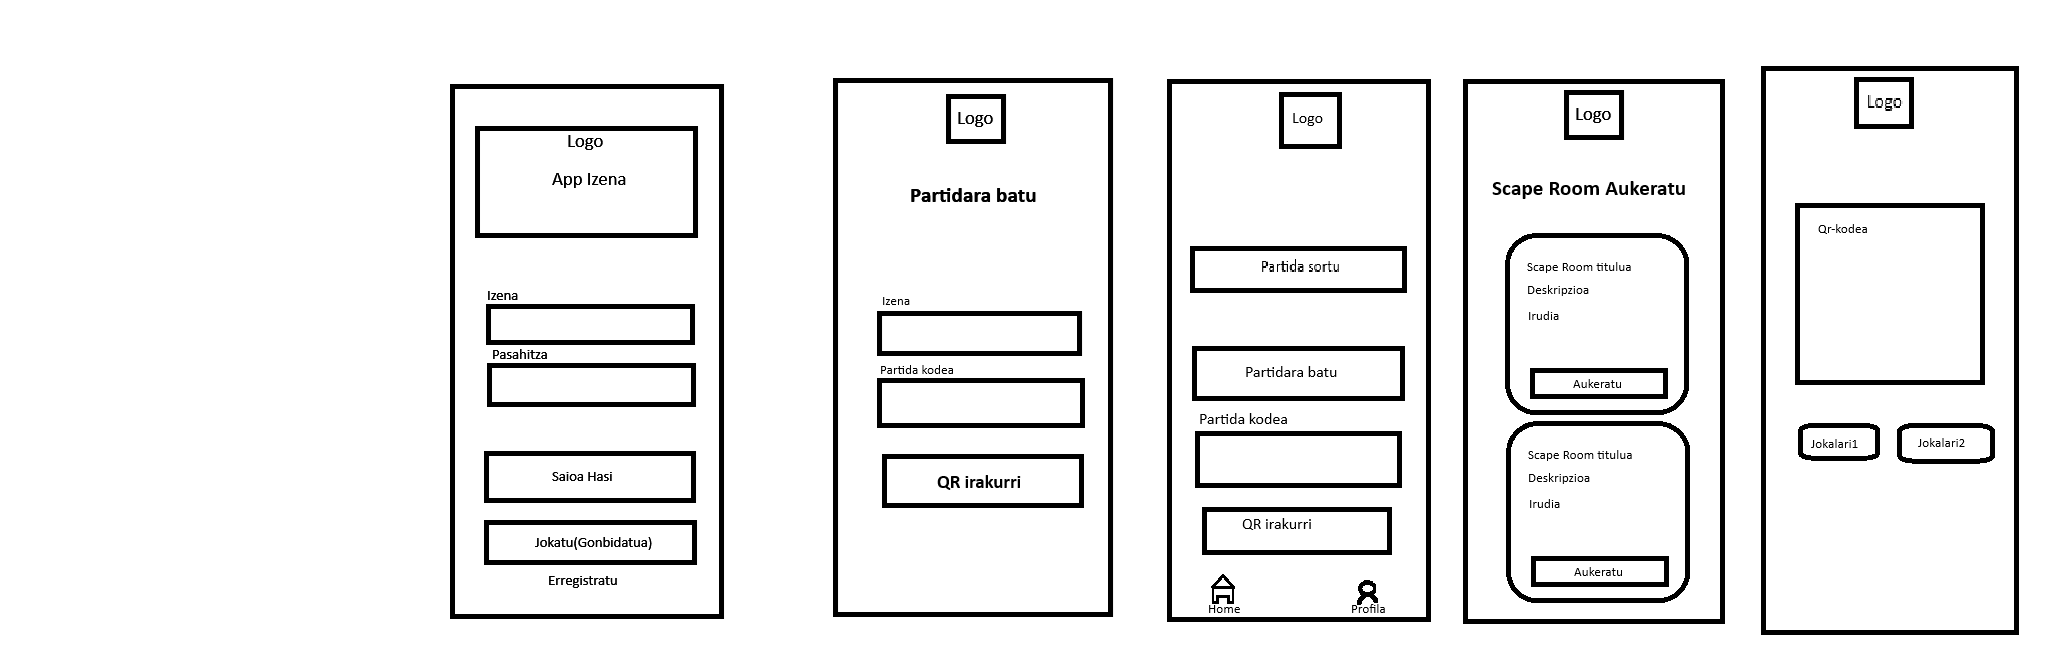 Logo
App Izena
Izena
Pasahitza
Saioa Hasi
Jokatu(Gonbidatua)
Erregistratu
Logo
Partidara batu
Izena
Partida kodea
QR irakurri
Logo
Partida sortu
Partidara batu
Partida kodea
QR irakurri
Home
Profila
Logo
Scape Room Aukeratu
Scape Room titulua
Deskripzioa
Irudia
Aukeratu
Scape Room titulua
Deskripzioa
Irudia
Aukeratu
Logo
Qr-kodea
Jokalari1
Jokalari2